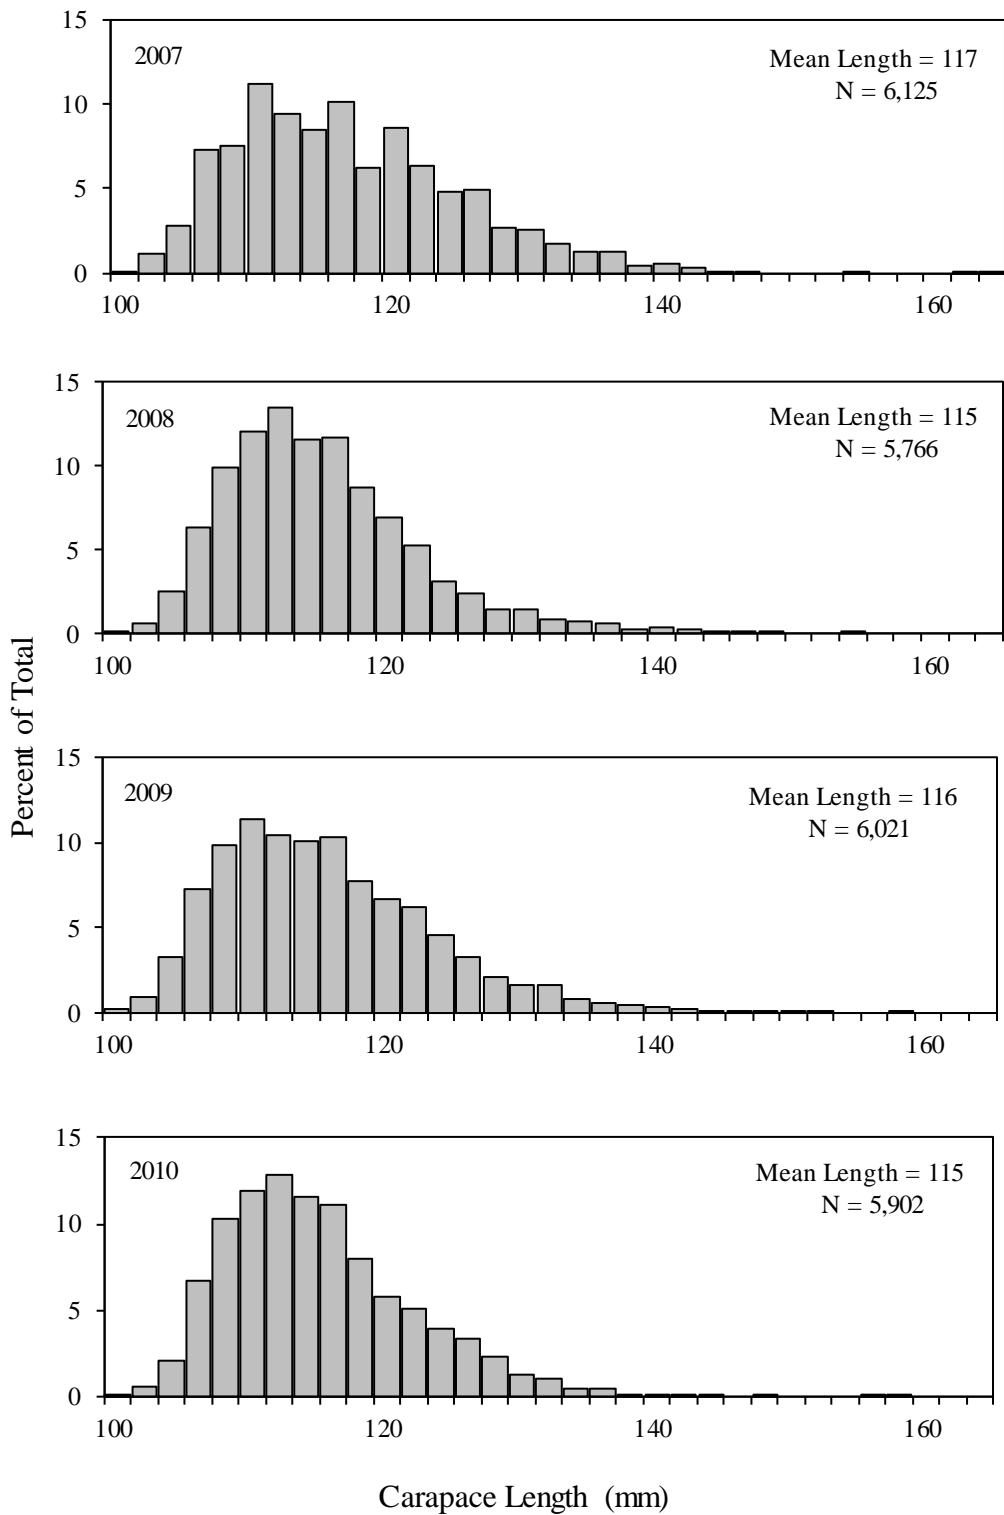 15
2007
Mean Length = 117
N = 6,125
10
5
0
100 120 140 160
15
2008
Mean Length = 115
N = 5,766
10
5
0
100 120 140 160
Percent of Total
15
2009
Mean Length = 116
N = 6,021
10
5
0
100 120 140 160
15
2010
Mean Length = 115
N = 5,902
10
5
0
100 120 140 160
Carapace Length (mm)